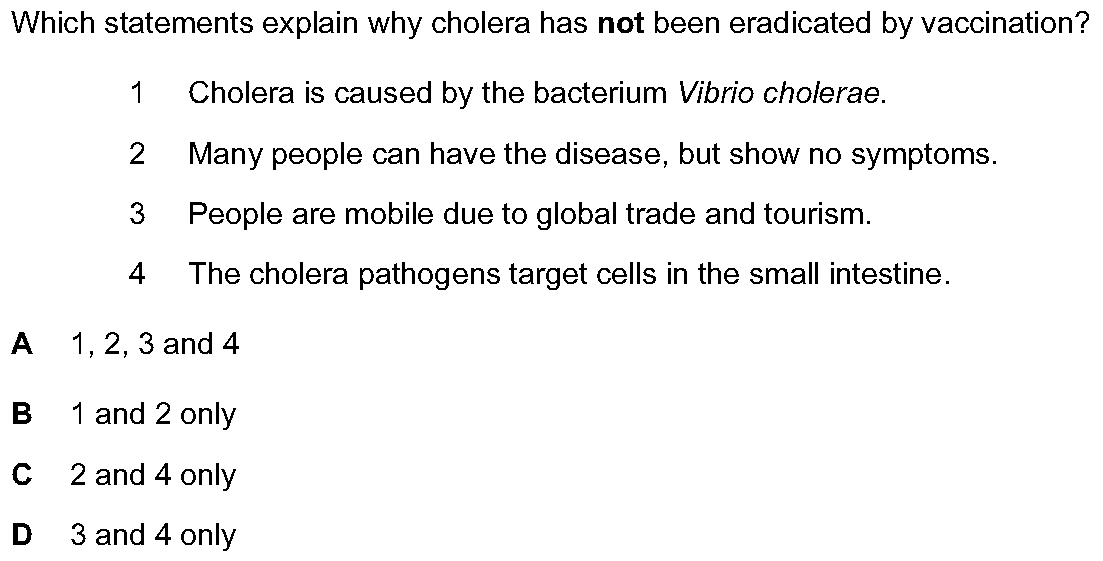 Which statements explain why cholera has not been eradicated by vaccination?
1 Cholera is caused by the bacterium Vibrio cholerae.
2 Many people can have the disease, but show no symptoms.
3 People are mobile due to global trade and tourism.
4 The cholera pathogens target cells in the small intestine.
A 1, 2, 3 and 4
B 1 and 2 only
C 2 and 4 only
D 3 and 4 only